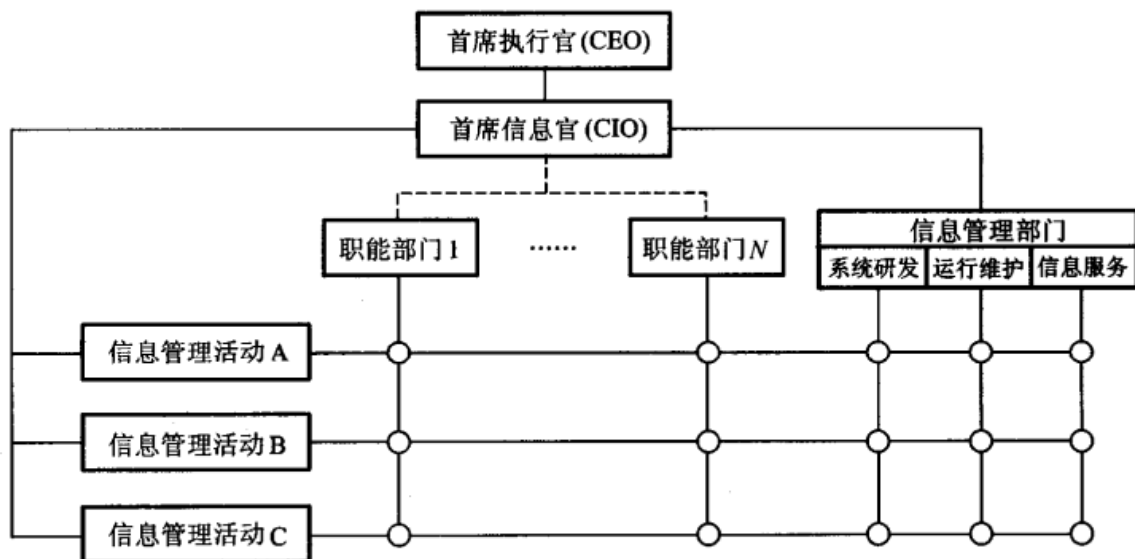 首席执行官(CEO)
首席信息官(CIO)
职能部门1 …… 职能部门N
信息管理部门
系统研发 运行维护 信息服务
信息管理活动A
信息管理活动B
信息管理活动C